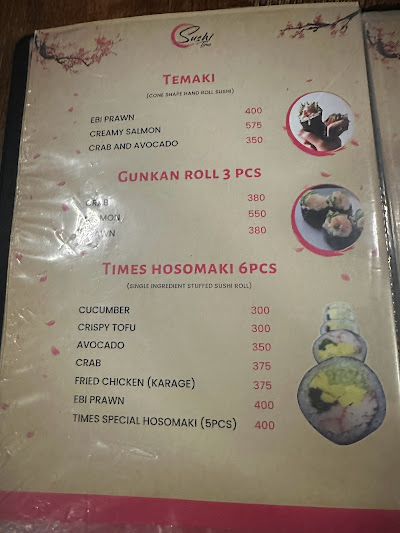 Sushi
Time
TEMAKI
(CONE SHAPE HAND ROLL SUSHI)
EBI PRAWN 400
CREAMY SALMON 575
CRAB AND AVOCADO 350
GUNKAN ROLL 3 PCS
CRAB 380
550
380
TIMES HOSOMAKI 6PCS
(SINGLE INGREDIENT STUFFED SUSHI ROLL)
CUCUMBER 300
CRISPY TOFU 300
AVOCADO 350
CRAB 375
FRIED CHICKEN (KARAGE) 375
EBI PRAWN 400
TIMES SPECIAL HOSOMAKI (5PCS) 400